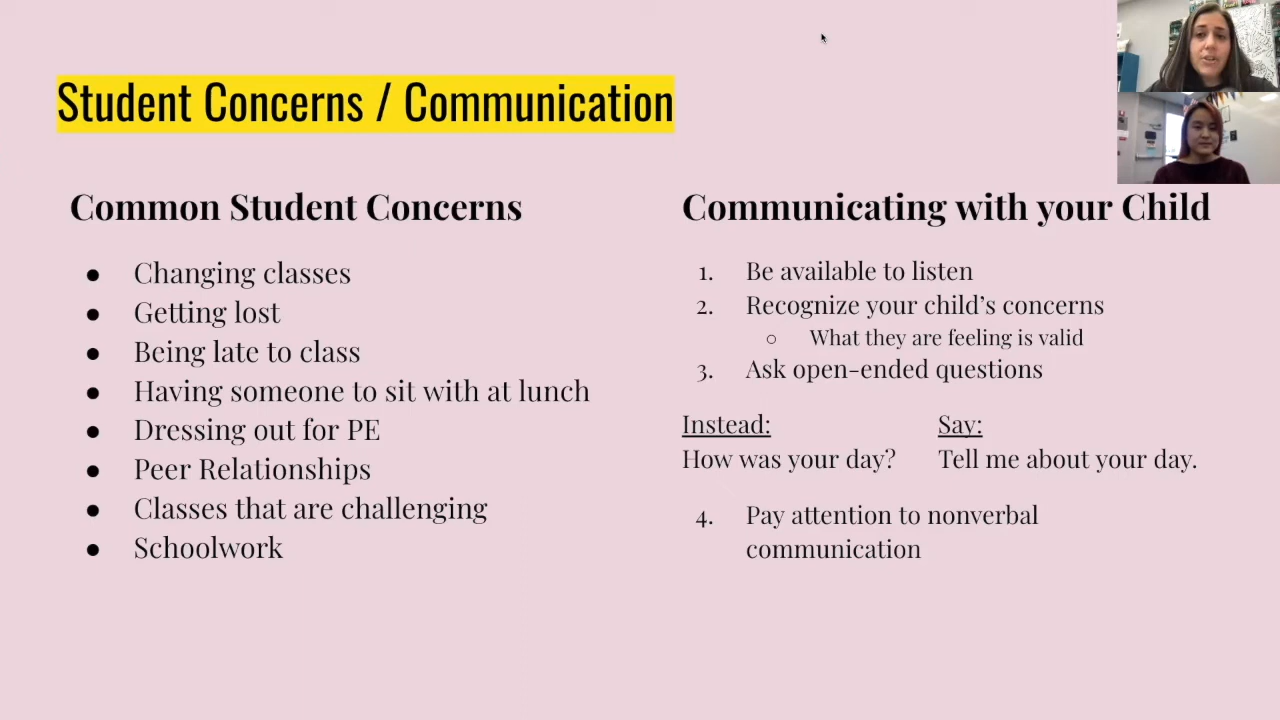 Student Concerns / Communication
Common Student Concerns
● Changing classes
● Getting lost
● Being late to class
● Having someone to sit with at lunch
● Dressing out for PE
● Peer Relationships
● Classes that are challenging
● Schoolwork
Communicating with your Child
1. Be available to listen
2. Recognize your child’s concerns
○ What they are feeling is valid
3. Ask open-ended questions
Instead: Say:
How was your day? Tell me about your day.
4. Pay attention to nonverbal
communication